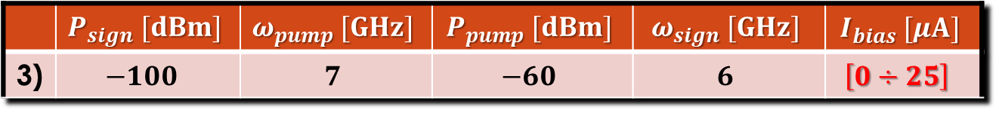 P_sign [dBm] ω_pump [GHz] P_pump [dBm] ω_sign [GHz] I_bias [μA]
3) −100 7 −60 6 [0 ÷ 25]